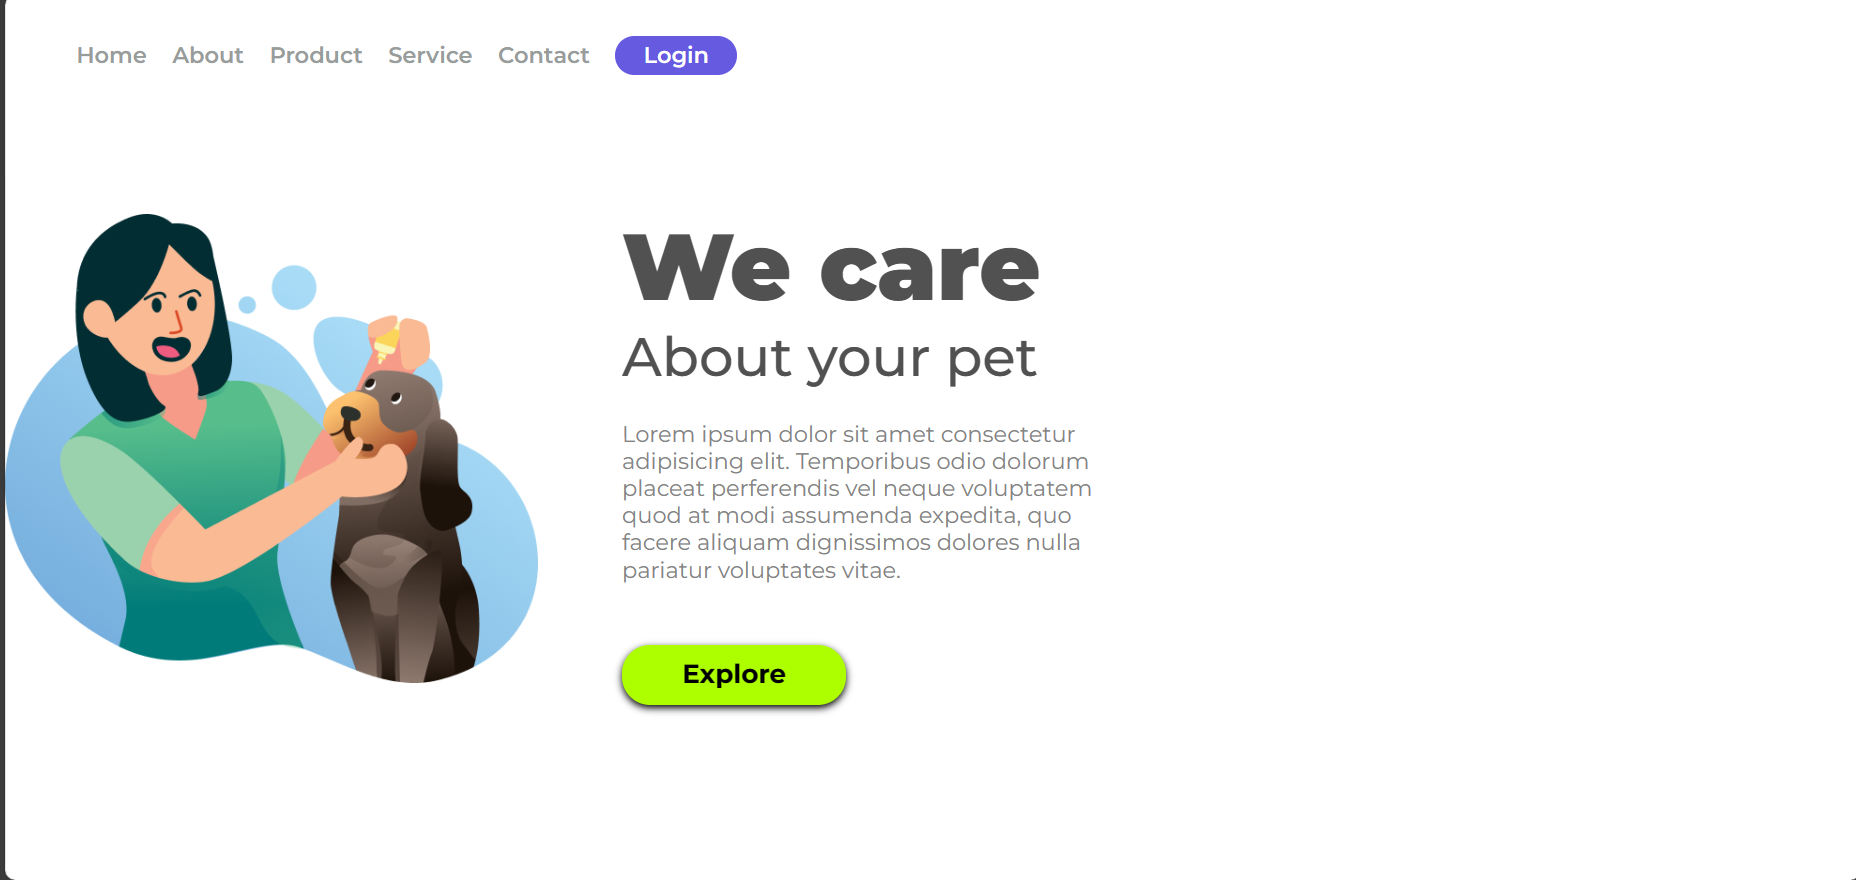 Home About Product Service Contact Login
We care
About your pet
Lorem ipsum dolor sit amet consectetur
adipisicing elit. Temporibus odio dolorum
placeat perferendis vel neque voluptatem
quod at modi assumenda expedita, quo
facere aliquam dignissimos dolores nulla
pariatur voluptates vitae.
Explore